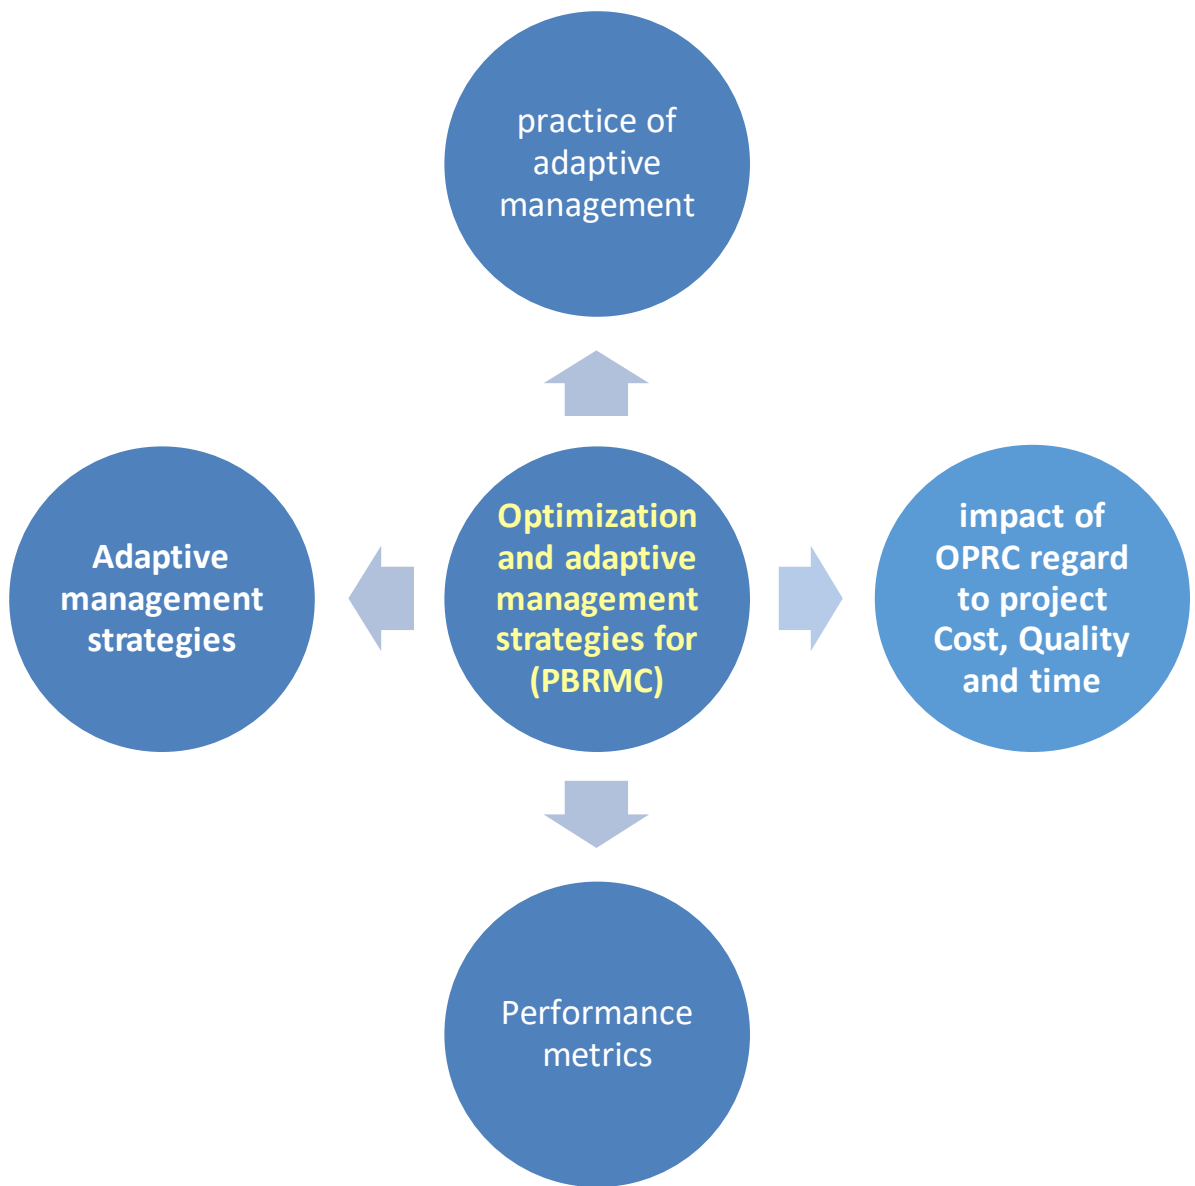 practice of
adaptive
management
Adaptive
management
strategies
Optimization
and adaptive
management
strategies for
(PBRMC)
impact of
OPRC regard
to project
Cost, Quality
and time
Performance
metrics